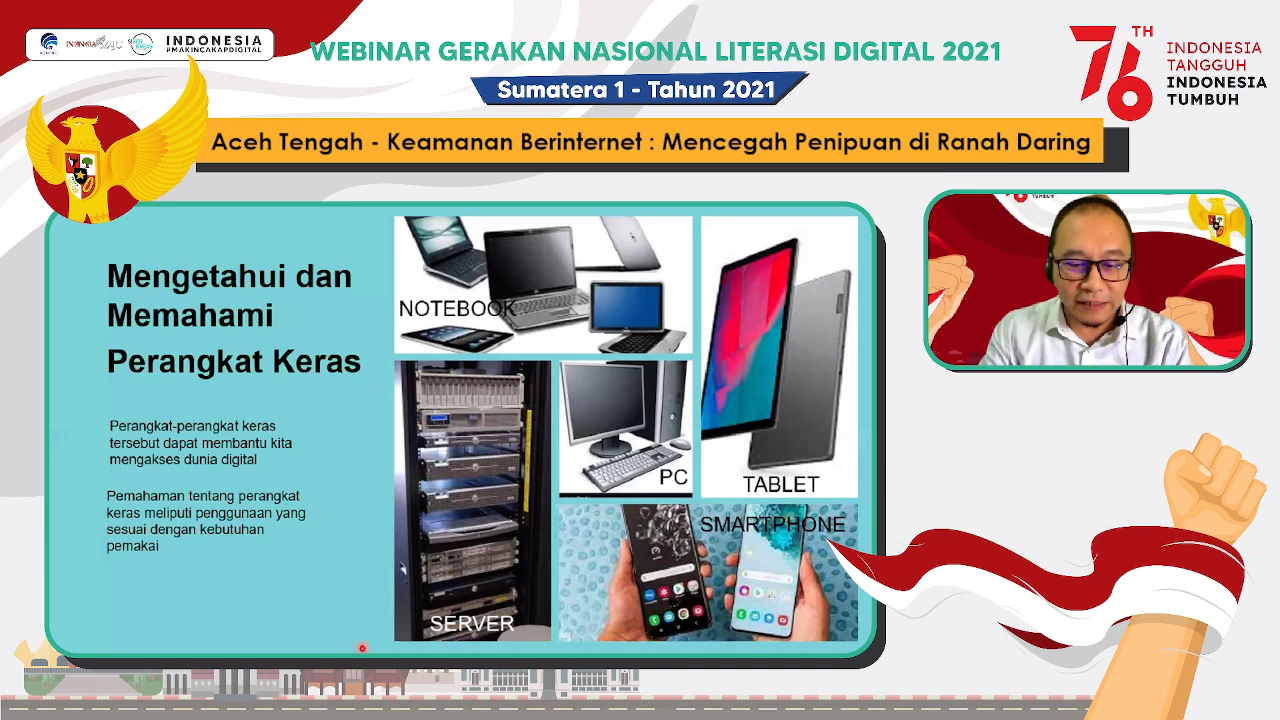 INDONESIA
#MAKINCAKAPDIGITAL
WEBINAR GERAKAN NASIONAL LITERASI DIGITAL 2021
Sumatera 1 - Tahun 2021
76TH
INDONESIA
TANGGUH
INDONESIA
TUMBUH
Aceh Tengah - Keamanan Berinternet : Mencegah Penipuan di Ranah Daring
Mengetahui dan
Memahami
Perangkat Keras
Perangkat-perangkat keras
tersebut dapat membantu kita
mengakses dunia digital
Pemahaman tentang perangkat
keras meliputi penggunaan yang
sesuai dengan kebutuhan
pemakai
NOTEBOOK
PC
TABLET
SMARTPHONE
SERVER
TUMBUH